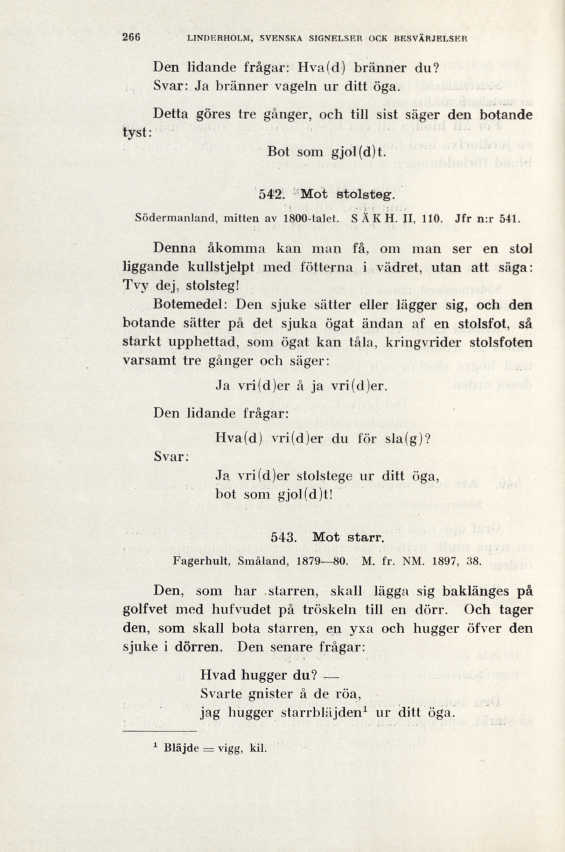 266 LINDERHOLM, SVENSKA SIGNELSER OCK BESVÄRJELSER
Den lidande frågar: Hva(d) bränner du?
Svar: Ja bränner vageln ur ditt öga.
Detta göres tre gånger, och till sist säger den botande
tyst:
Bot som gjol(d)t.
542. Mot stolsteg.
Södermanland, mitten av 1800-talet. S Ä K H. II, 110. Jfr n:r 541.
Denna åkomma kan man få, om man ser en stol
liggande kullstjelpt med fötterna i vädret, utan att säga:
Tvy dej, stolsteg!
Botemedel: Den sjuke sätter eller lägger sig, och den
botande sätter på det sjuka ögat ändan af en stolsfot, så
starkt upphettad, som ögat kan tåla, kringvrider stolsfoten
varsamt tre gånger och säger:
Ja vri(d)er å ja vri(d)er.
Den lidande frågar:
Hva(d) vri(d)er du för sla(g)?
Svar:
Ja vri(d)er stolstege ur ditt öga,
bot som gjol(d)t!
543. Mot starr.
Fagerhult, Småland, 1879—80. M. fr. NM. 1897, 38.
Den, som har starren, skall lägga sig baklänges på
golfvet med hufvudet på tröskeln till en dörr. Och tager
den, som skall bota starren, en yxa och hugger öfver den
sjuke i dörren. Den senare frågar:
Hvad hugger du? —
Svarte gnister å de röa,
jag hugger starrbläjden¹ ur ditt öga.
¹ Bläjde = vigg, kil.